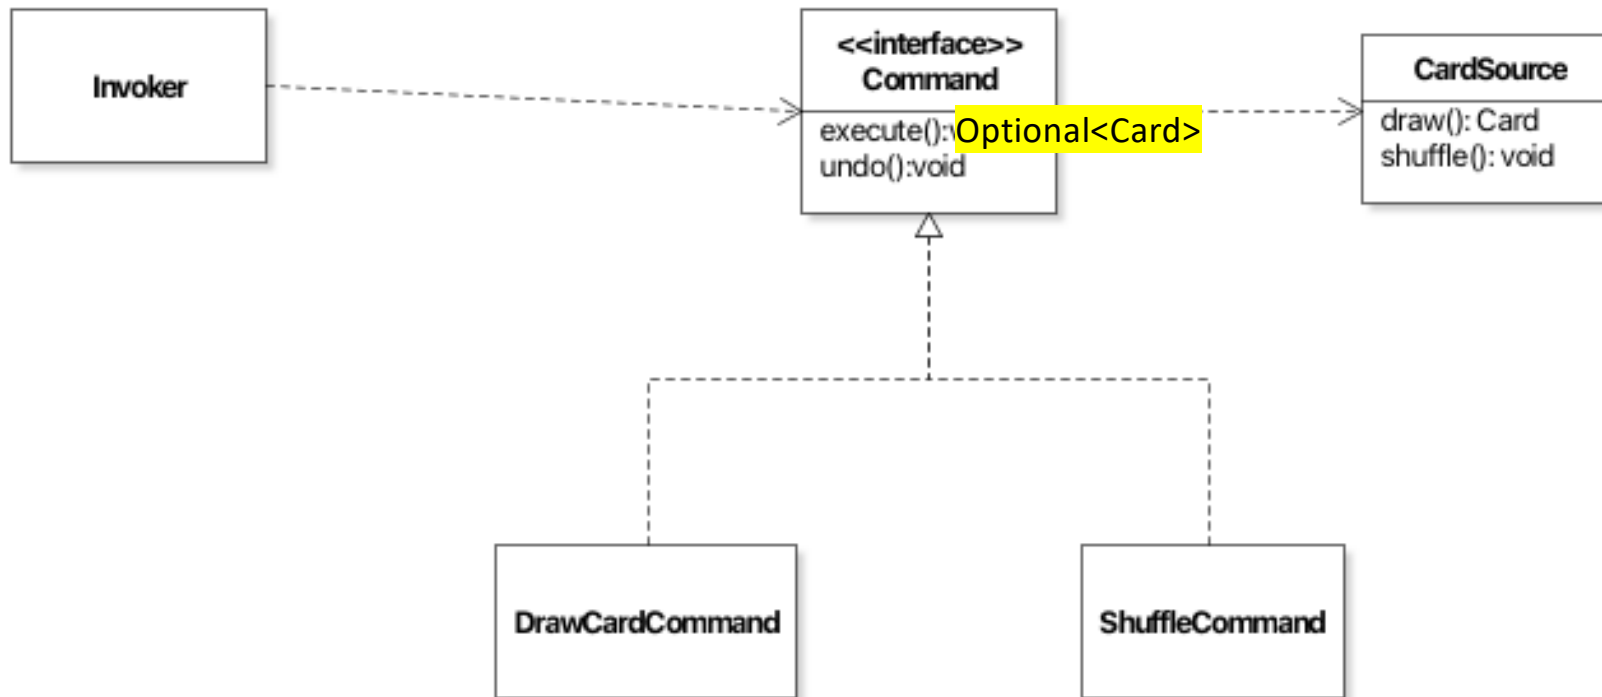 Invoker
<<interface>>
Command
execute():
Optional<Card>
undo():void
CardSource
draw(): Card
shuffle(): void
DrawCardCommand
ShuffleCommand